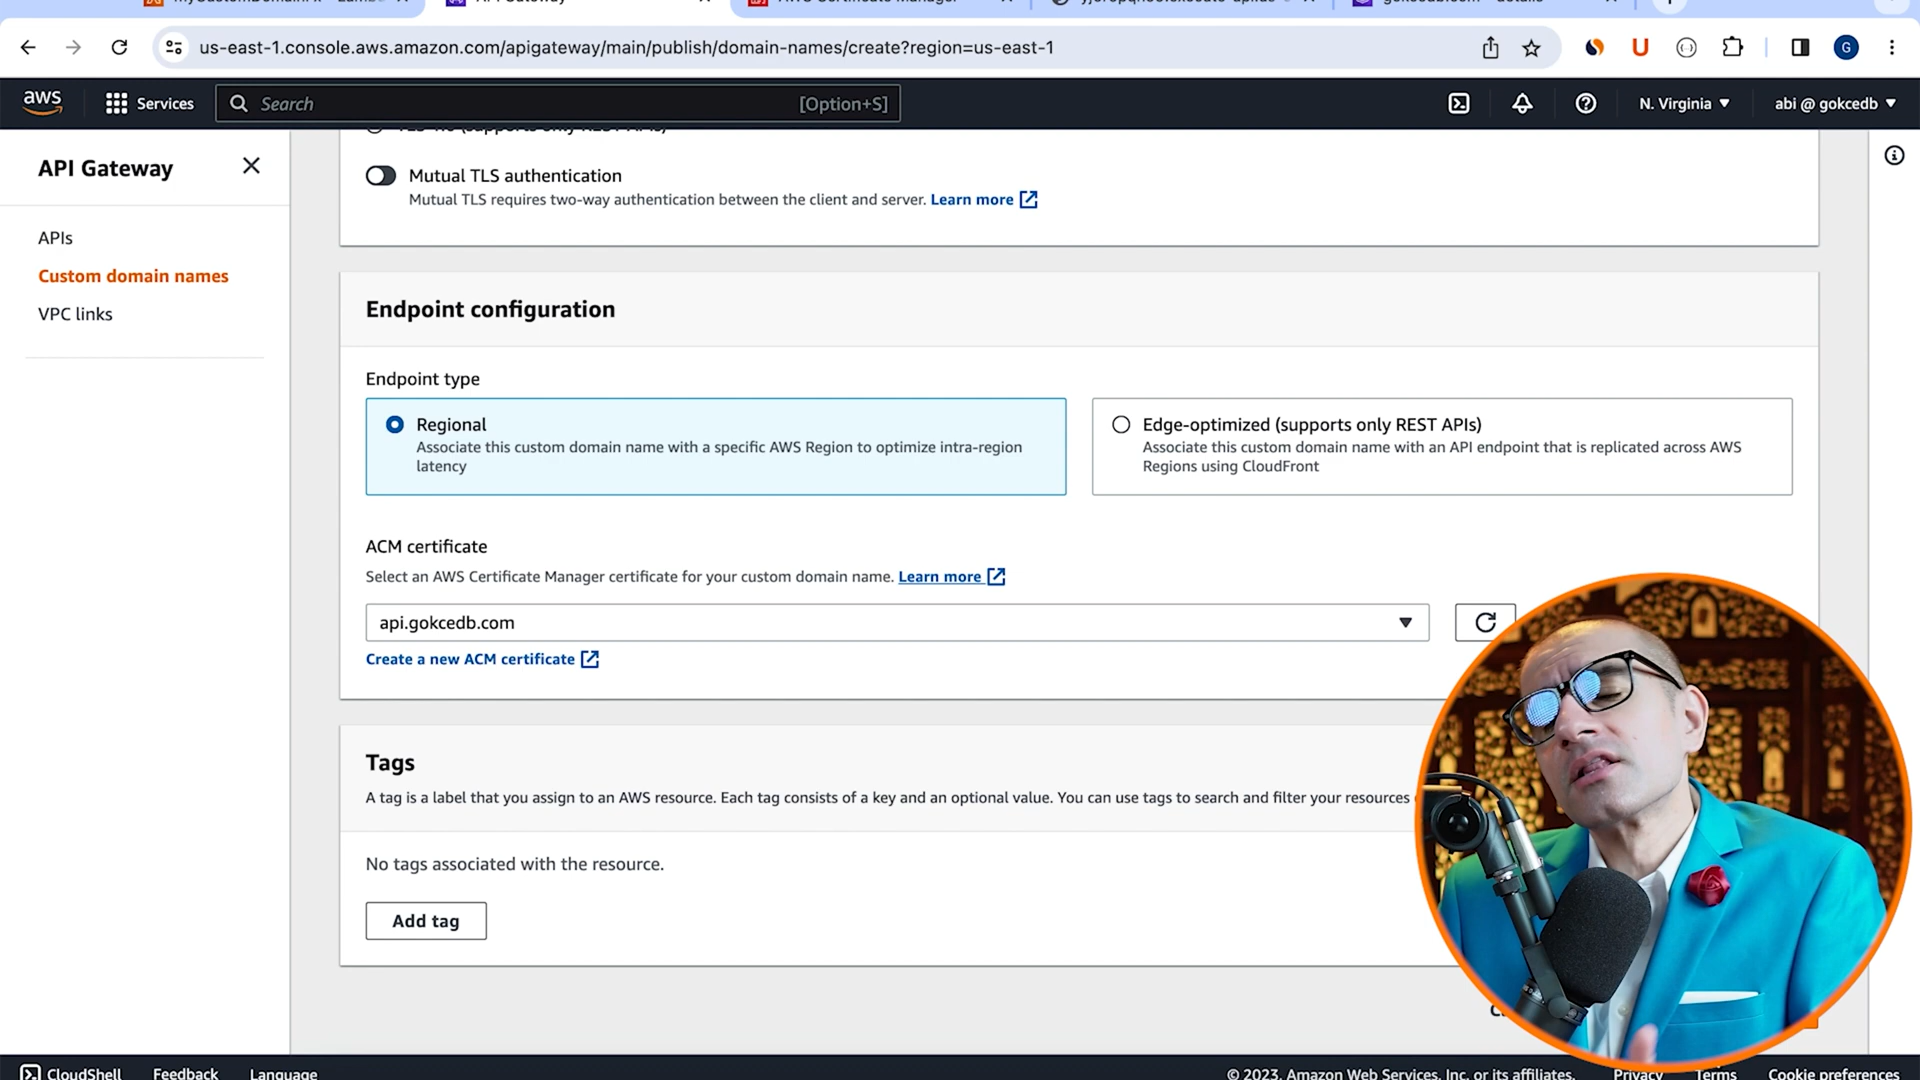 us-east-1.console.aws.amazon.com/apigateway/main/publish/domain-names/create?region=us-east-1
aws
Services
Search
[Option+S]
N. Virginia
abi @ gokcedb
API Gateway
APIs
Custom domain names
VPC links
Mutual TLS authentication
Mutual TLS requires two-way authentication between the client and server. Learn more
Endpoint configuration
Endpoint type
Regional
Associate this custom domain name with a specific AWS Region to optimize intra-region
latency
Edge-optimized (supports only REST APIs)
Associate this custom domain name with an API endpoint that is replicated across AWS
Regions using CloudFront
ACM certificate
Select an AWS Certificate Manager certificate for your custom domain name. Learn more
api.gokcedb.com
Create a new ACM certificate
Tags
A tag is a label that you assign to an AWS resource. Each tag consists of a key and an optional value. You can use tags to search and filter your resources
No tags associated with the resource.
Add tag
CloudShell
Feedback
Language
© 2023, Amazon Web Services, Inc. or its affiliates.
Privacy
Terms
Cookie preferences